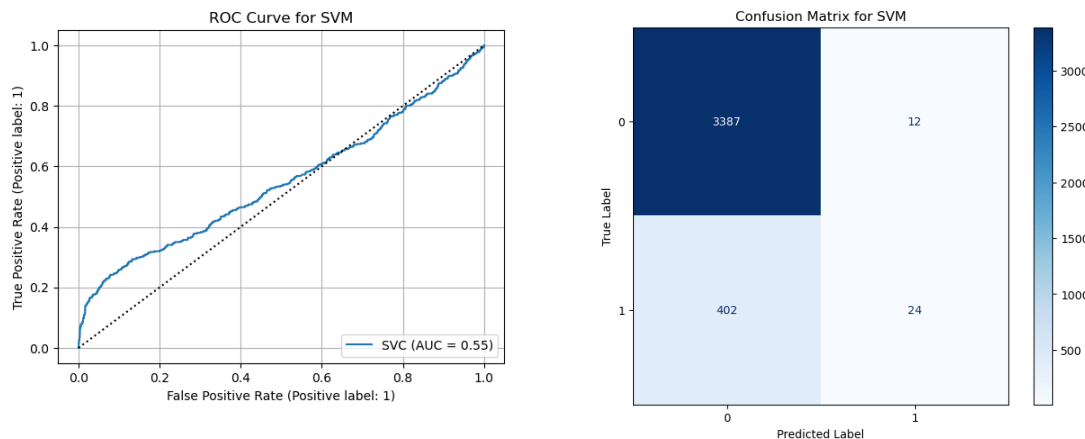 ROC Curve for SVM
True Positive Rate (Positive label: 1)
1.0
0.8
0.6
0.4
0.2
0.0
SVC (AUC = 0.55)
0.0 0.2 0.4 0.6 0.8 1.0
False Positive Rate (Positive label: 1)
Confusion Matrix for SVM
True Label
0
3387 12
1
402 24
0 1
Predicted Label
3000
2500
2000
1500
1000
500